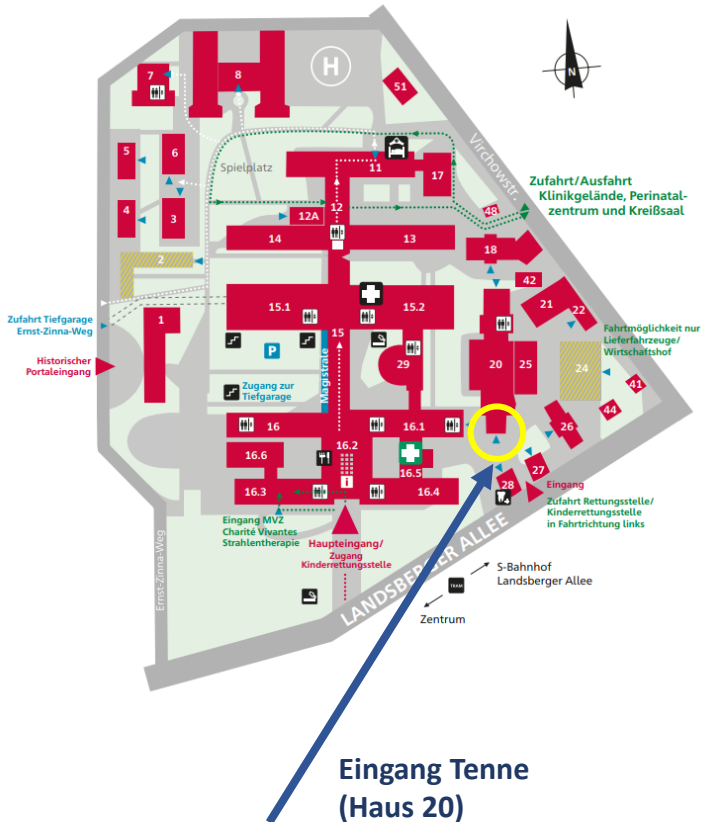 7
8
H
51
N
5
6
Spielplatz
11
17
Virchowstr.
4
3
12
12A
48
Zufahrt/Ausfahrt
Klinikgelände, Perinatal-
zentrum und Kreißsaal
2
14
13
18
42
Zufahrt Tiefgarage
Ernst-Zinna-Weg
1
15.1
15.2
21
22
15
Fahrtmöglichkeit nur
Lieferfahrzeuge/
Wirtschaftshof
Historischer
Portaleingang
P
Magistrale
29
20
25
24
41
Zugang zur
Tiefgarage
44
16
16.1
26
16.2
16.6
16.5
27
Eingang
16.3
i
16.4
28
Zufahrt Rettungsstelle/
Kinderrettungsstelle
in Fahrtrichtung links
Eingang MVZ
Charité Vivantes
Strahlentherapie
Haupteingang/
Zugang
Kinderrettungsstelle
LANDSBERGER ALLEE
Ernst-Zinna-Weg
S-Bahnhof
Landsberger Allee
TRAM
Zentrum
Eingang Tenne
(Haus 20)